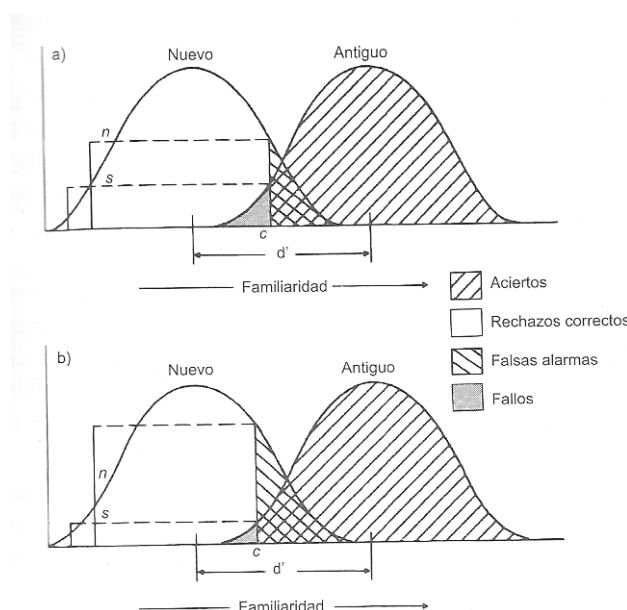 a)
Nuevo
Antiguo
n
s
c
d'
Familiaridad
Aciertos
Rechazos correctos
Falsas alarmas
Fallos
b)
Nuevo
Antiguo
n
s
c
d'
Familiaridad